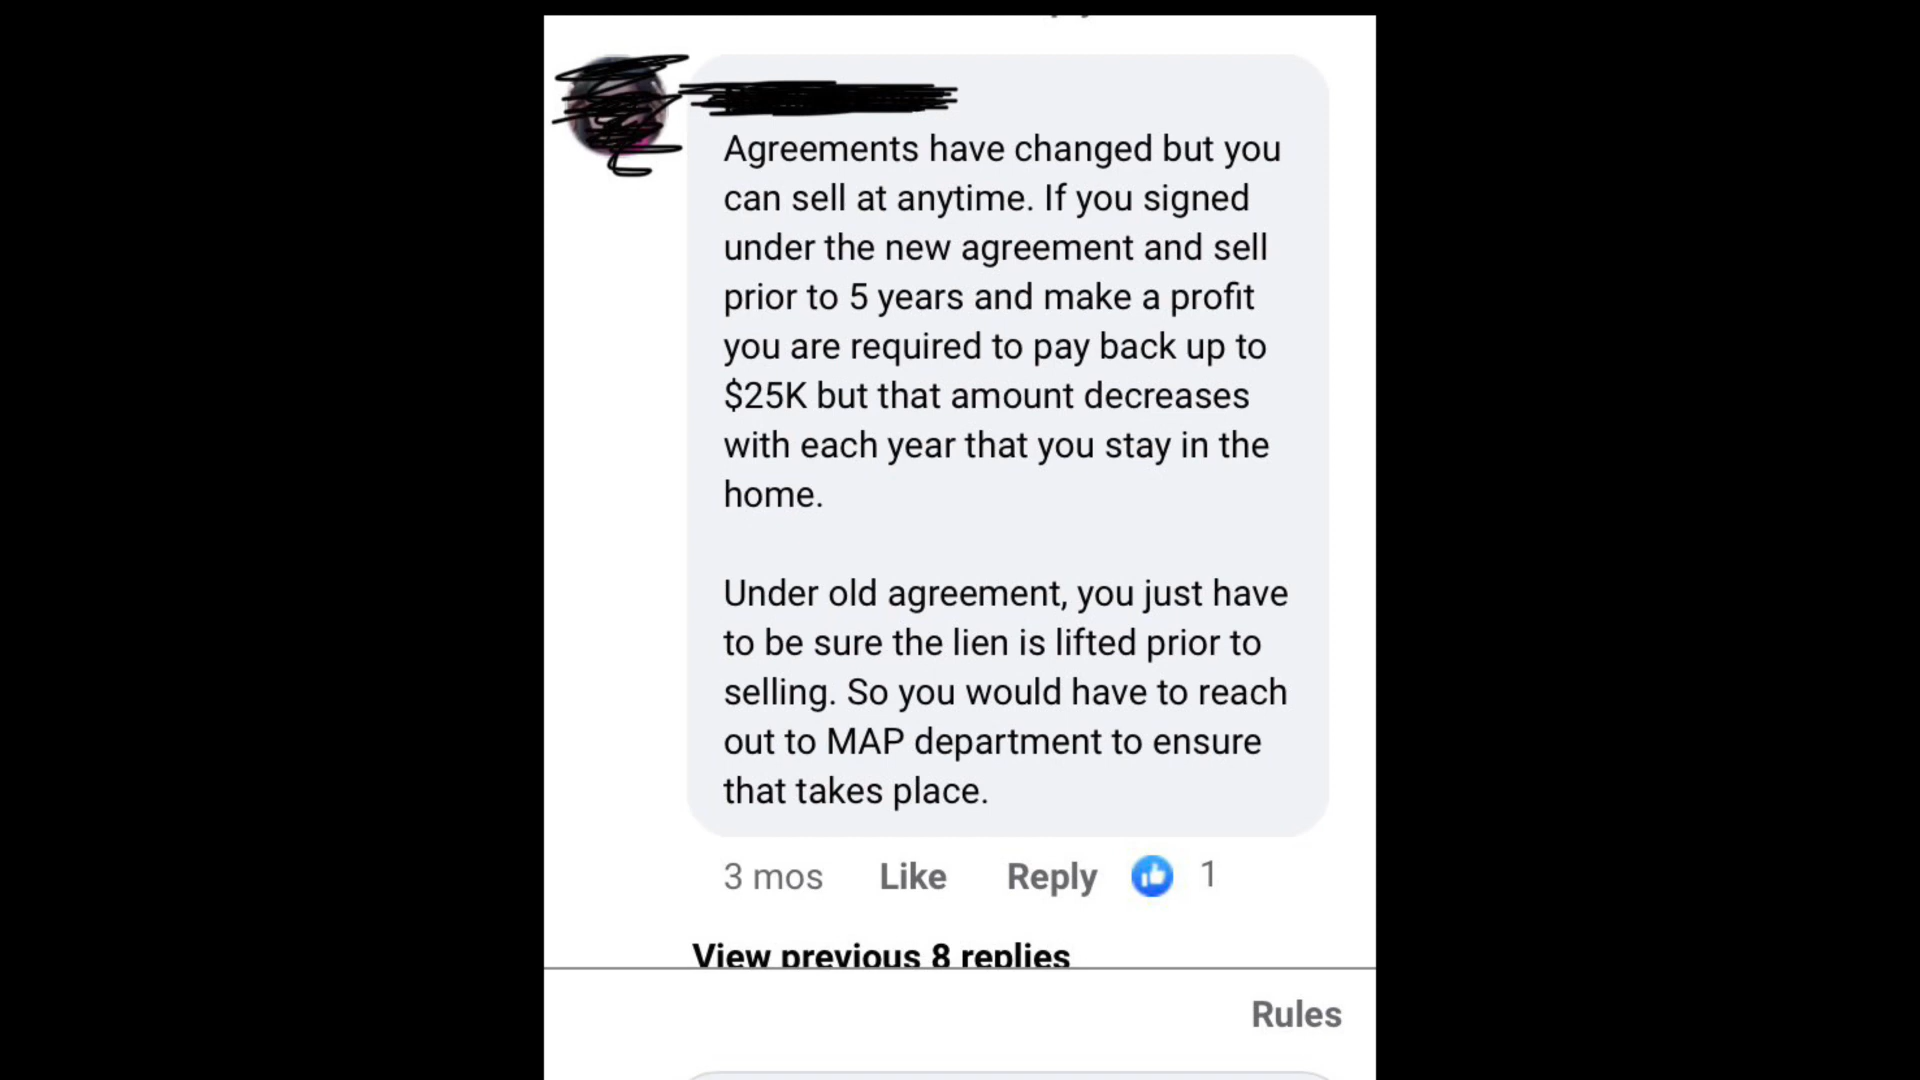 Agreements have changed but you
can sell at anytime. If you signed
under the new agreement and sell
prior to 5 years and make a profit
you are required to pay back up to
$25K but that amount decreases
with each year that you stay in the
home.
Under old agreement, you just have
to be sure the lien is lifted prior to
selling. So you would have to reach
out to MAP department to ensure
that takes place.
3 mos Like Reply 1
View previous 8 replies
Rules